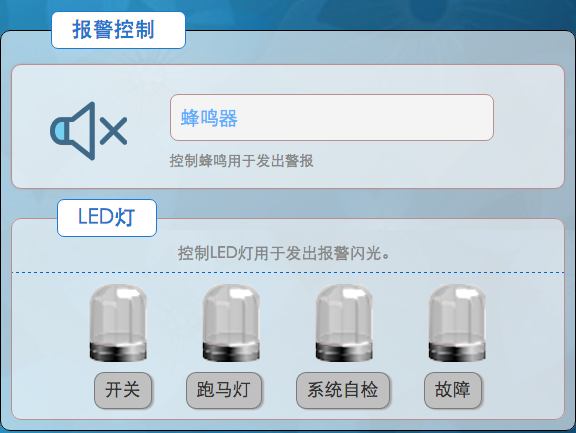 报警控制
蜂鸣器
控制蜂鸣用于发出警报
LED灯
控制LED灯用于发出报警闪光。
开关 跑马灯 系统自检 故障